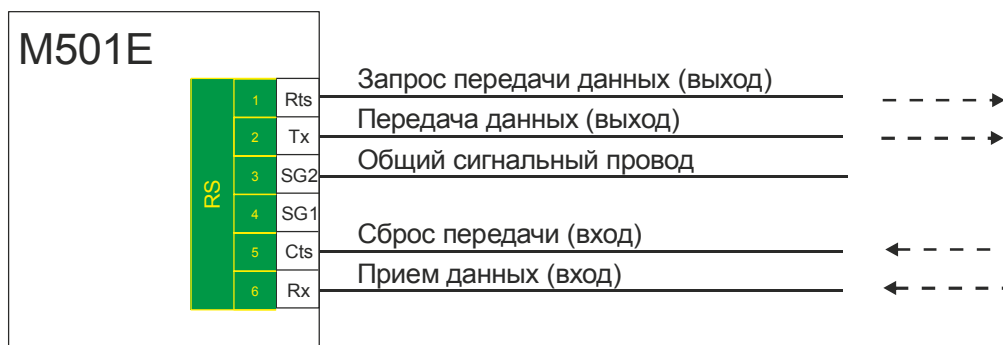 M501E
RS
1 Rts Запрос передачи данных (выход)
2 Tx Передача данных (выход)
3 SG2 Общий сигнальный провод
4 SG1
5 Cts Сброс передачи (вход)
6 Rx Прием данных (вход)